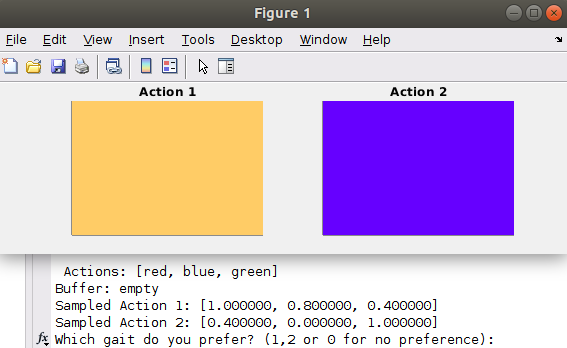 Figure 1
File Edit View Insert Tools Desktop Window Help
Action 1 Action 2
Actions: [red, blue, green]
Buffer: empty
Sampled Action 1: [1.000000, 0.800000, 0.400000]
Sampled Action 2: [0.400000, 0.000000, 1.000000]
fx Which gait do you prefer? (1,2 or 0 for no preference):